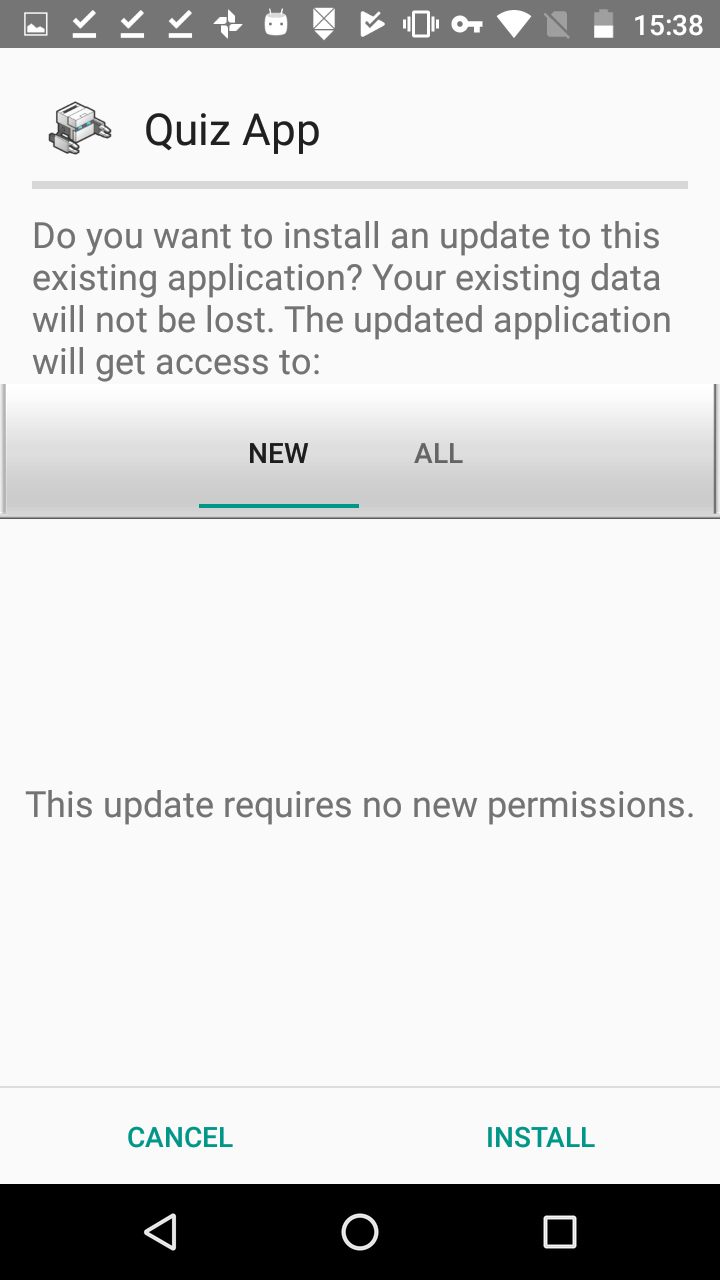 15:38
Quiz App
Do you want to install an update to this
existing application? Your existing data
will not be lost. The updated application
will get access to:
NEW ALL
This update requires no new permissions.
CANCEL INSTALL